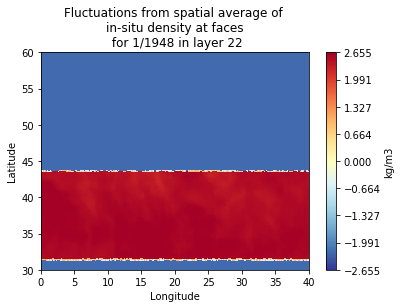 Fluctuations from spatial average of
in-situ density at faces
for 1/1948 in layer 22
60
55
50
45
40
35
30
Latitude
0 5 10 15 20 25 30 35 40
Longitude
2.655
1.991
1.327
0.664
0.000
−0.664
−1.327
−1.991
−2.655
kg/m3